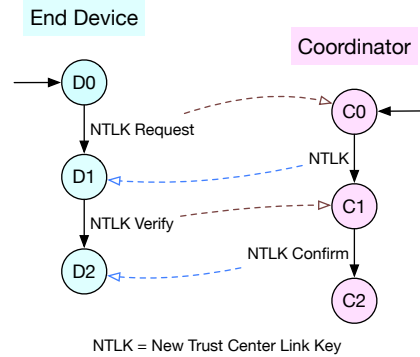 End Device
Coordinator
D0
C0
NTLK Request
NTLK
D1
C1
NTLK Verify
NTLK Confirm
D2
C2
NTLK = New Trust Center Link Key